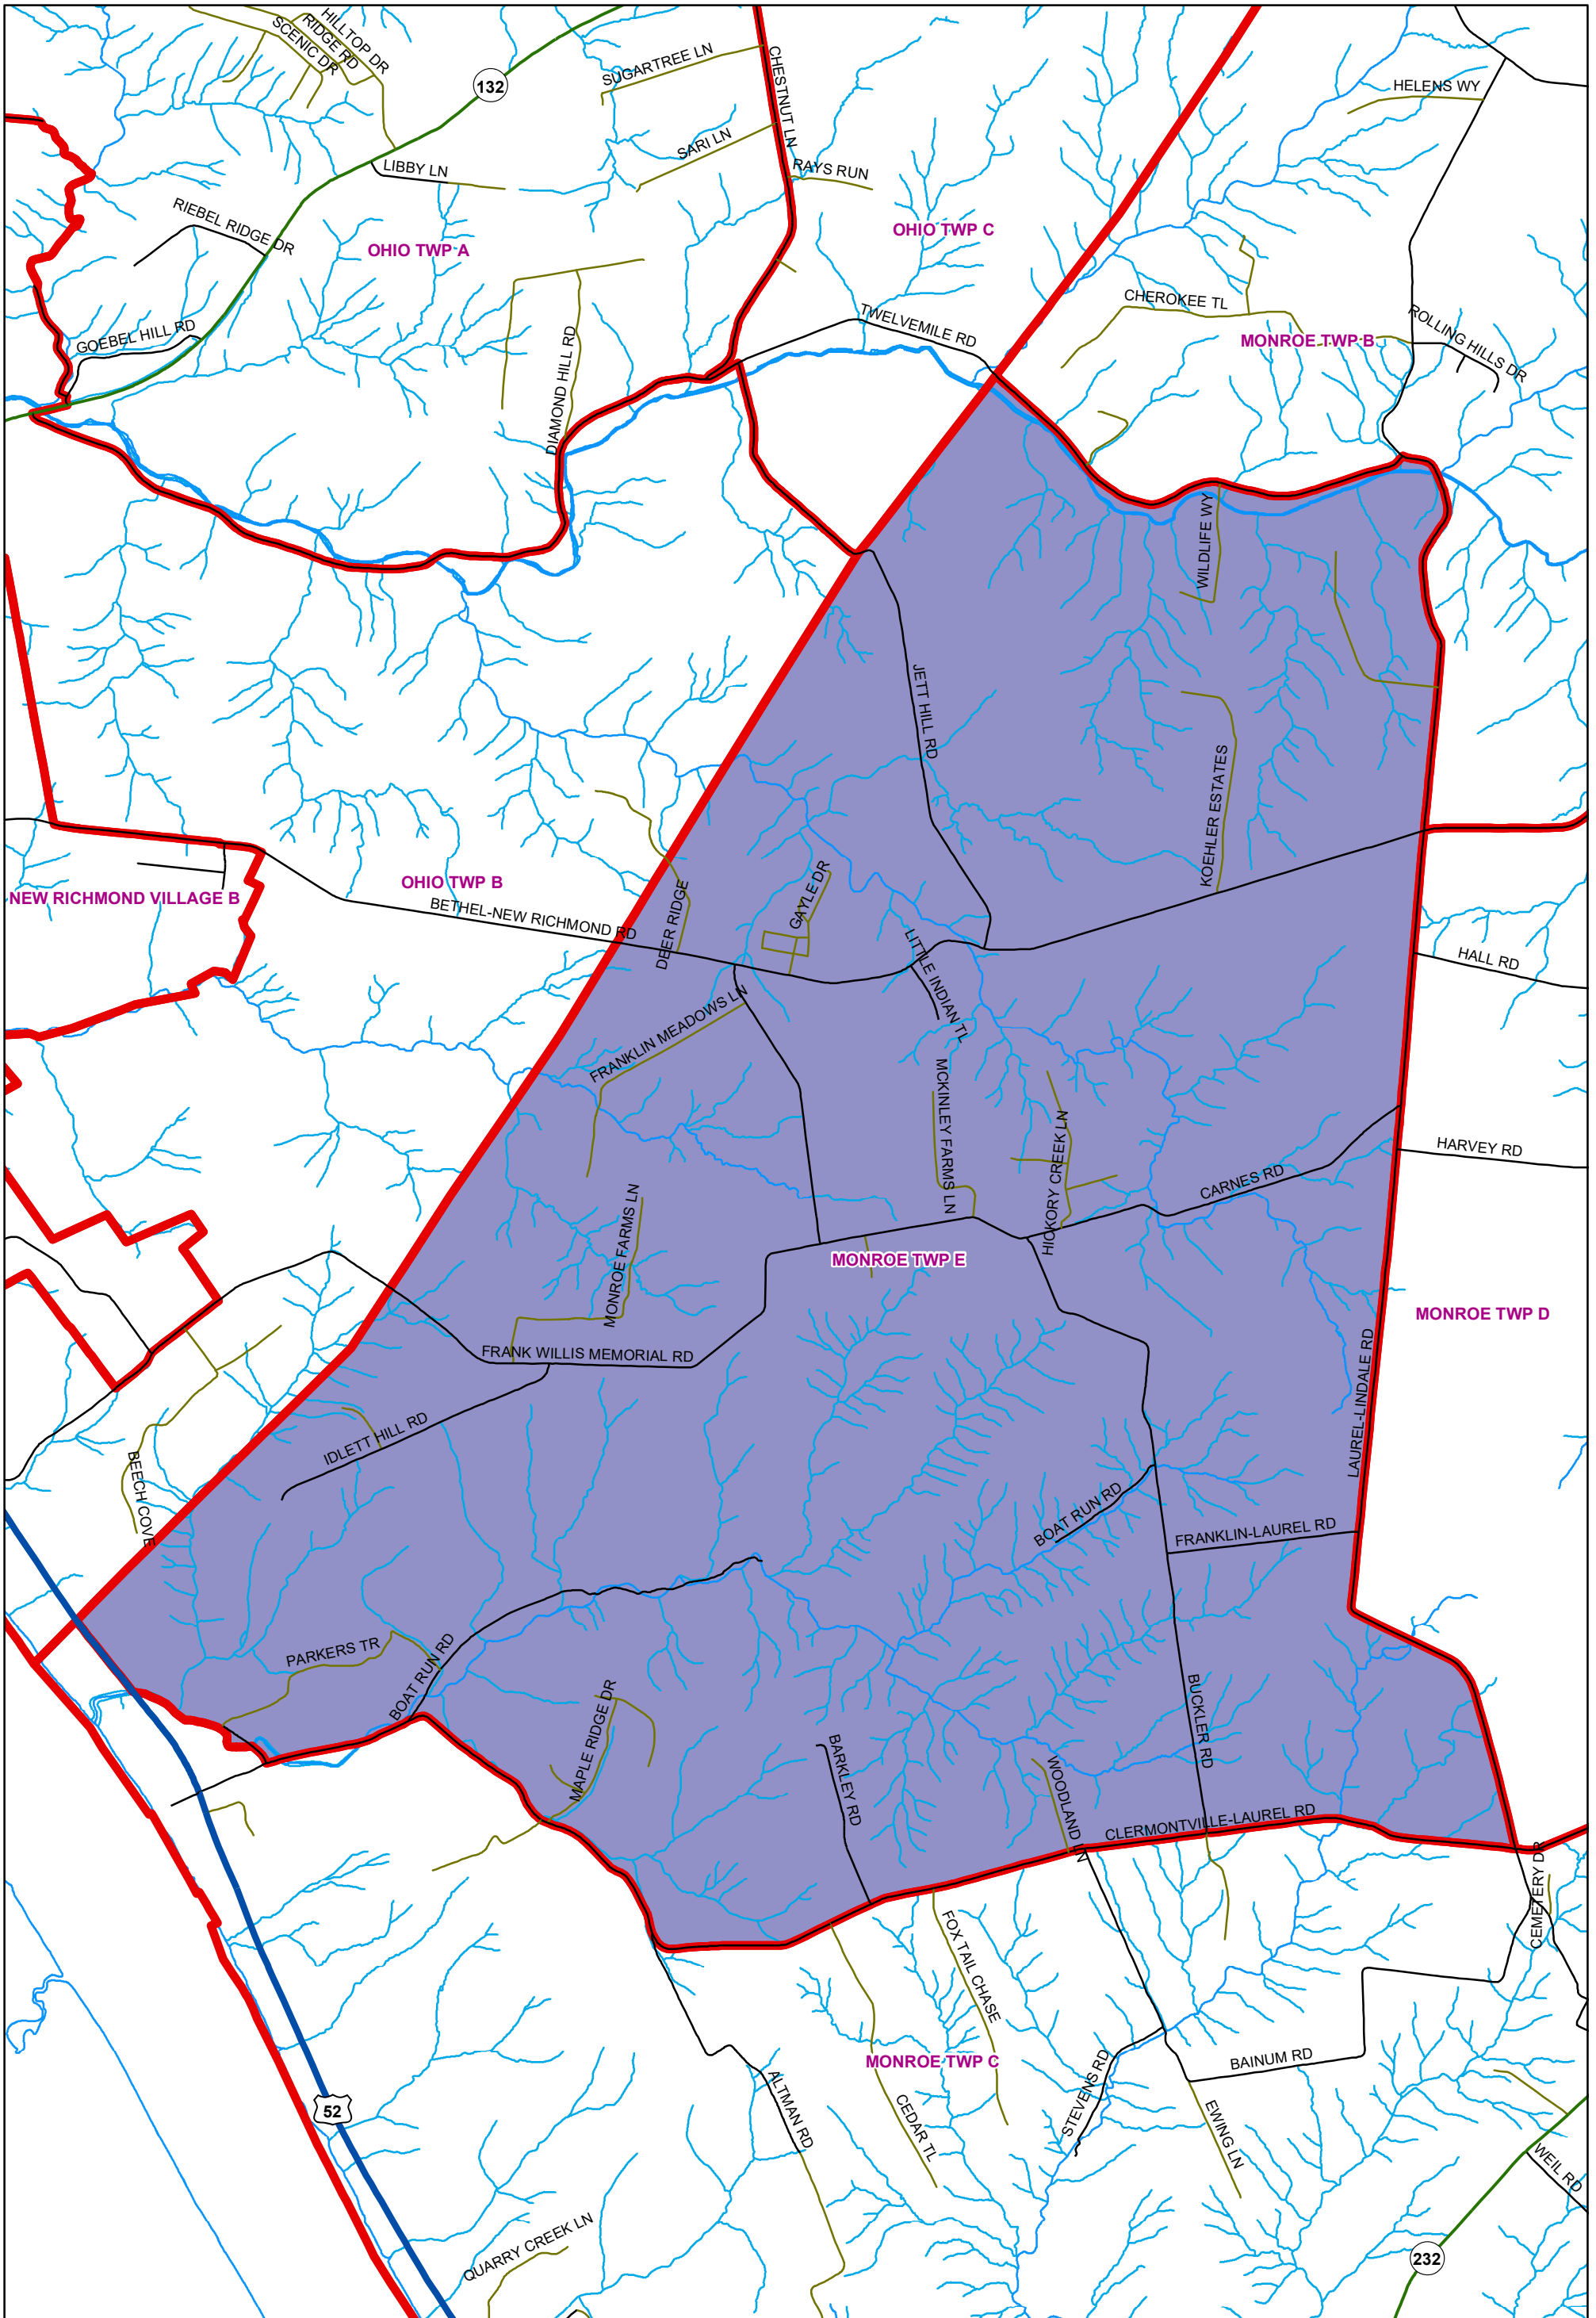 HILLTOP DR
RIDGE RD
SCENIC DR
132
SUGARTREE LN
CHESTNUT LN
HELENS WY
SARI LN
LIBBY LN
RAYS RUN
RIEBEL RIDGE DR
OHIO TWP A
OHIO TWP C
CHEROKEE TL
TWELVEMILE RD
ROLLING HILLS DR
GOEBEL HILL RD
MONROE TWP B
DIAMOND HILL RD
WILDLIFE WY
JETT HILL RD
KOEHLER ESTATES
GAYLE DR
OHIO TWP B
NEW RICHMOND VILLAGE B
BETHEL-NEW RICHMOND RD
DEER RIDGE
LITTLE INDIAN TL
HALL RD
FRANKLIN MEADOWS LN
MCKINLEY FARMS LN
HICKORY CREEK LN
HARVEY RD
CARNES RD
MONROE FARMS LN
MONROE TWP E
MONROE TWP D
FRANK WILLIS MEMORIAL RD
LAUREL-LINDALE RD
IDLETT HILL RD
BEECH COVE
BOAT RUN RD
FRANKLIN-LAUREL RD
PARKERS TR
BOAT RUN RD
MAPLE RIDGE DR
BUCKLER RD
BARKLEY RD
WOODLAND LN
CLERMONTVILLE-LAUREL RD
CEMETERY DR
FOX TAIL CHASE
MONROE TWP C
BAINUM RD
STEVENS RD
ALTMAN RD
CEDAR TL
EWING LN
52
WEIL RD
QUARRY CREEK LN
232